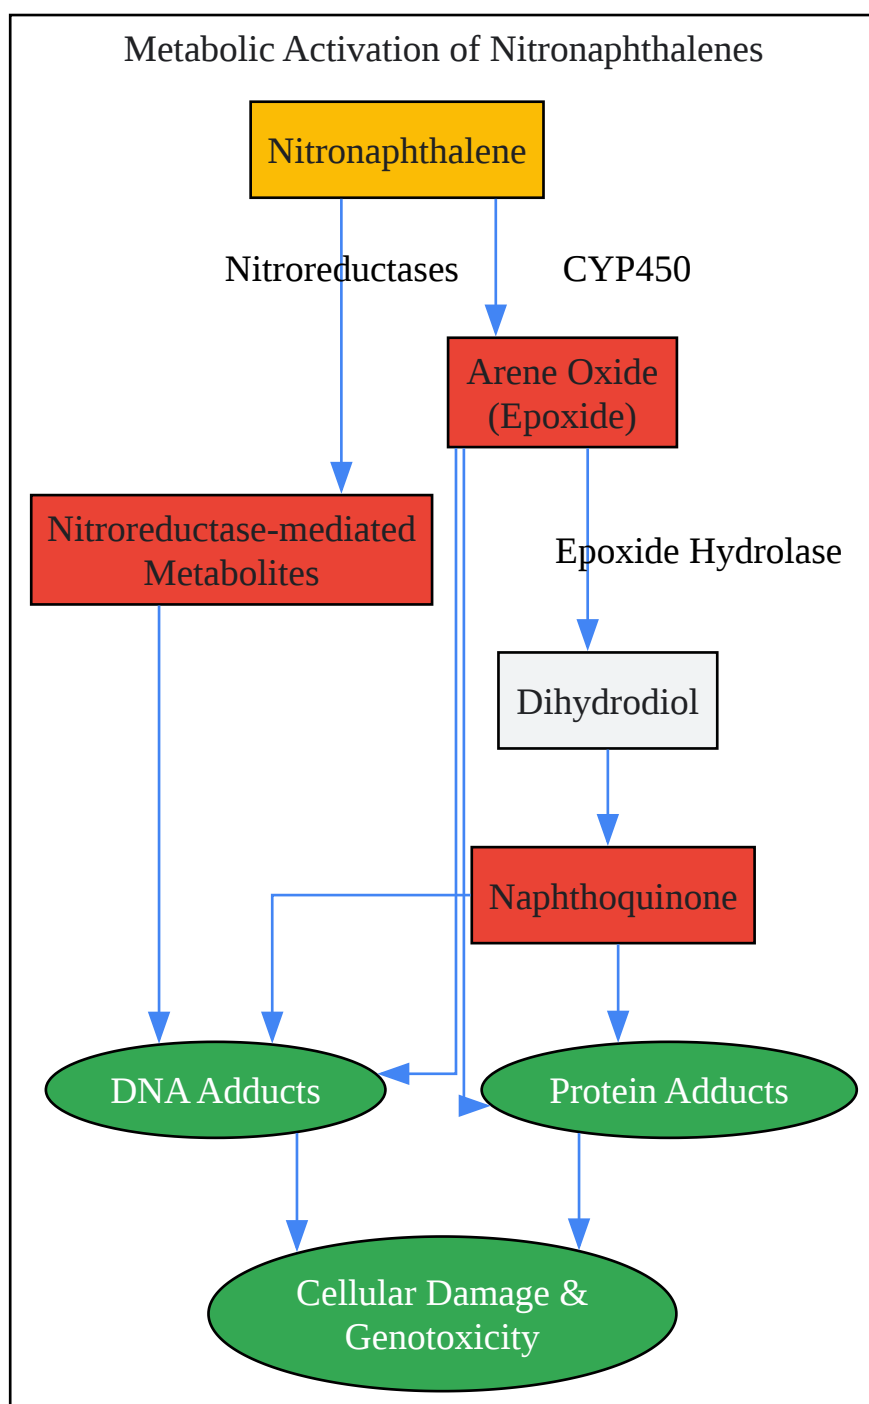 Metabolic Activation of Nitronaphthalenes
Nitronaphthalene
Nitroreductases
CYP450
Arene Oxide
(Epoxide)
Nitroreductase-mediated
Metabolites
Epoxide Hydrolase
Dihydrodiol
Naphthoquinone
DNA Adducts
Protein Adducts
Cellular Damage &
Genotoxicity